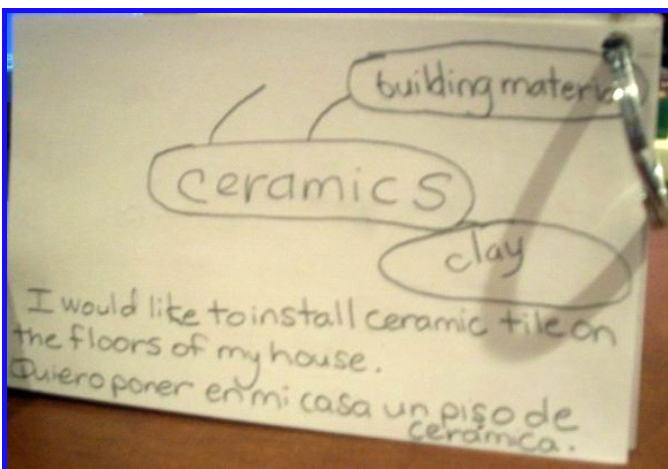 building material
ceramics
clay
I would like to install ceramic tile on
the floors of my house.
Quiero poner en mi casa un piso de
cerámica.